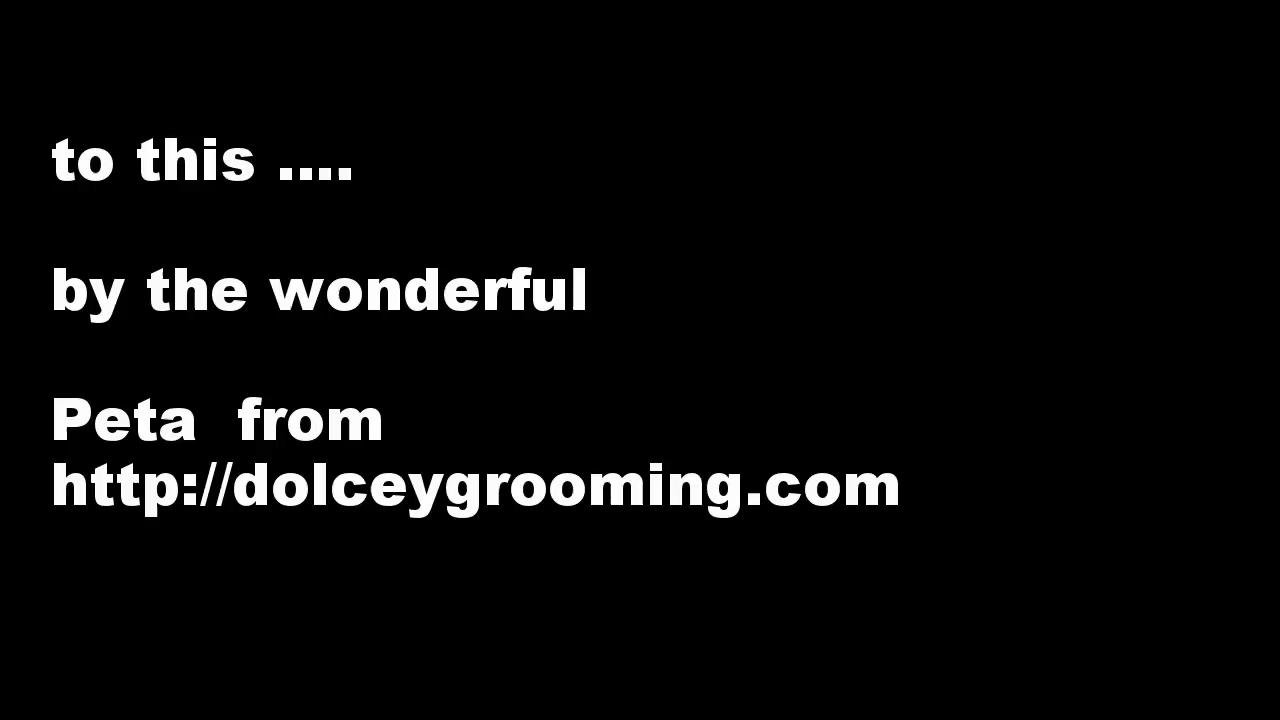 to this ....
by the wonderful
Peta  from
http://dolceygrooming.com